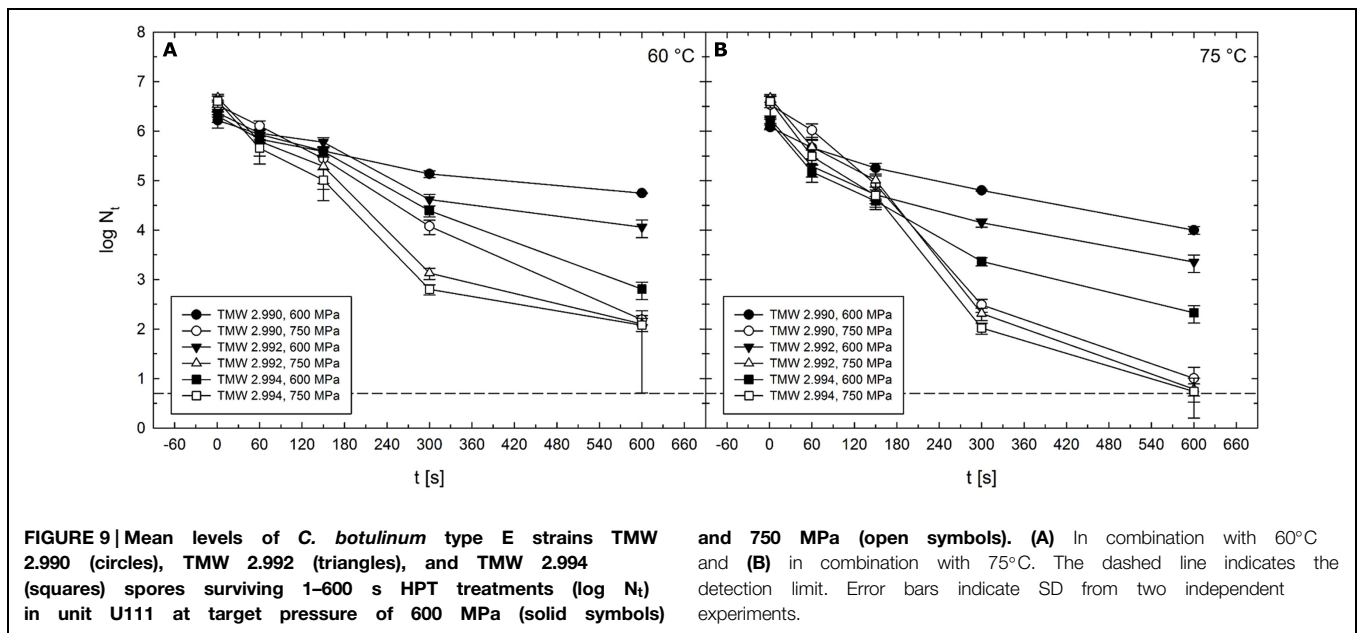 A
60 °C
B
75 °C
8
7
6
5
4
3
2
1
0
log Nₜ
TMW 2.990, 600 MPa
TMW 2.990, 750 MPa
TMW 2.992, 600 MPa
TMW 2.992, 750 MPa
TMW 2.994, 600 MPa
TMW 2.994, 750 MPa
TMW 2.990, 600 MPa
TMW 2.990, 750 MPa
TMW 2.992, 600 MPa
TMW 2.992, 750 MPa
TMW 2.994, 600 MPa
TMW 2.994, 750 MPa
-60 0 60 120 180 240 300 360 420 480 540 600 660
-60 0 60 120 180 240 300 360 420 480 540 600 660
t [s]
t [s]
FIGURE 9 | Mean levels of C. botulinum type E strains TMW
2.990 (circles), TMW 2.992 (triangles), and TMW 2.994
(squares) spores surviving 1–600 s HPT treatments (log Nₜ)
in unit U111 at target pressure of 600 MPa (solid symbols)
and 750 MPa (open symbols). (A) In combination with 60°C
and (B) in combination with 75°C. The dashed line indicates the
detection limit. Error bars indicate SD from two independent
experiments.